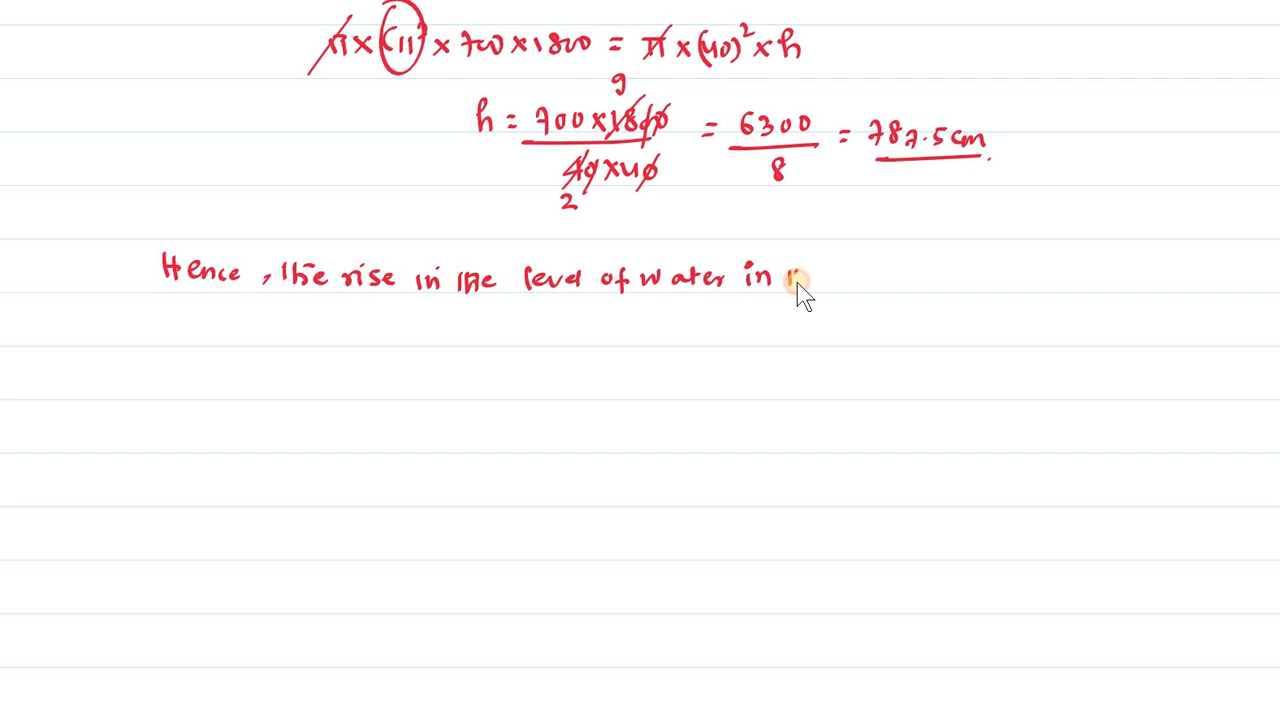 π × (1)² × 700 × 1800 = π × (40)² × h
9
h = 700 × 1800 / 40 × 40 = 6300 / 8 = 787.5 cm.
2
Hence, the rise in the level of water in